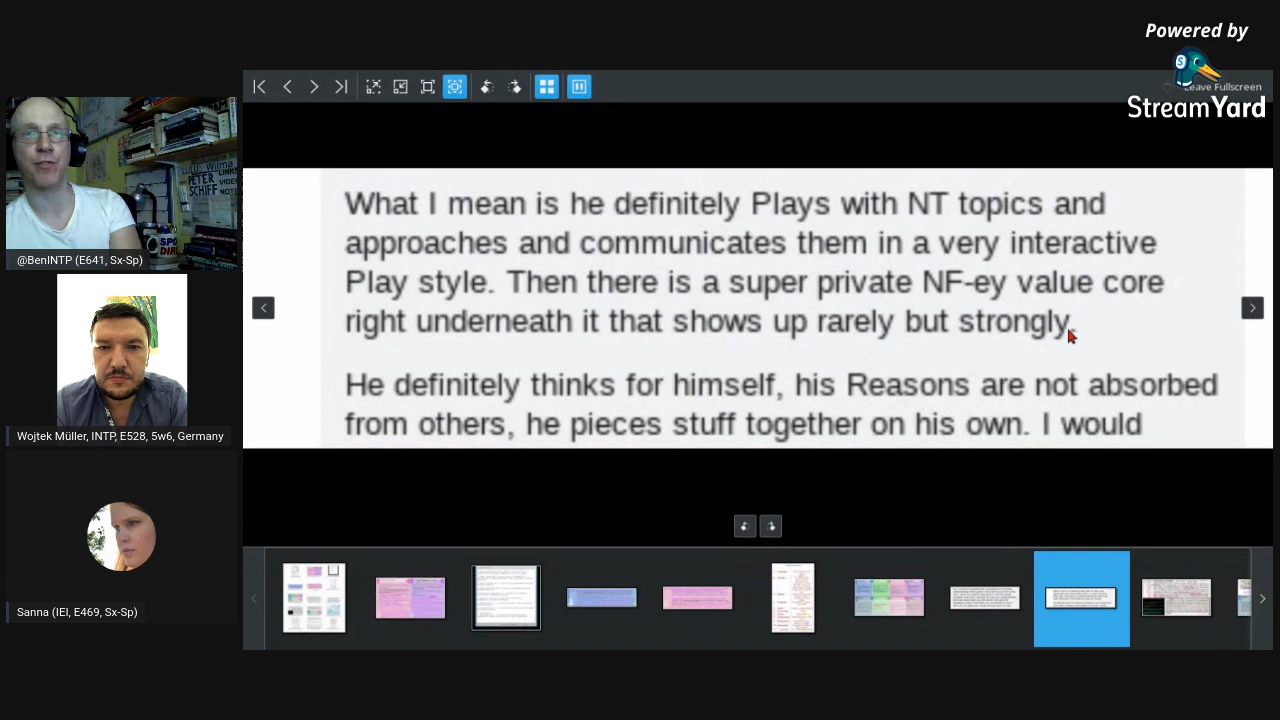 Powered by
StreamYard
Leave Fullscreen
PETER
SCHIFF
@BenINTP (E641, Sx-Sp)
Wojtek Müller, INTP, E528, 5w6, Germany
Sanna (IEI, E469, Sx-Sp)
What I mean is he definitely Plays with NT topics and
approaches and communicates them in a very interactive
Play style. Then there is a super private NF-ey value core
right underneath it that shows up rarely but strongly.
He definitely thinks for himself, his Reasons are not absorbed
from others, he pieces stuff together on his own. I would